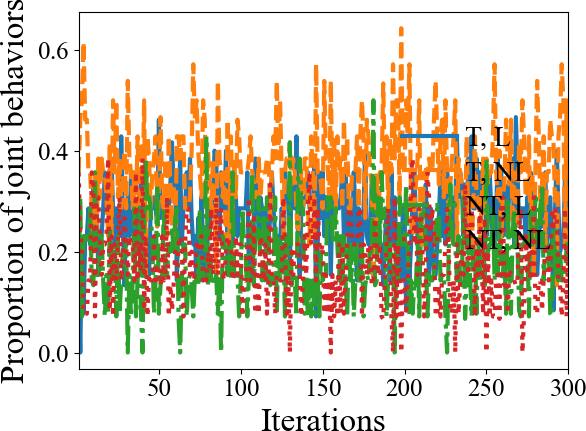 Proportion of joint behaviors
0.6
0.4
0.2
0.0
T, L
T, NL
NT, L
NT, NL
50
100
150
200
250
300
Iterations